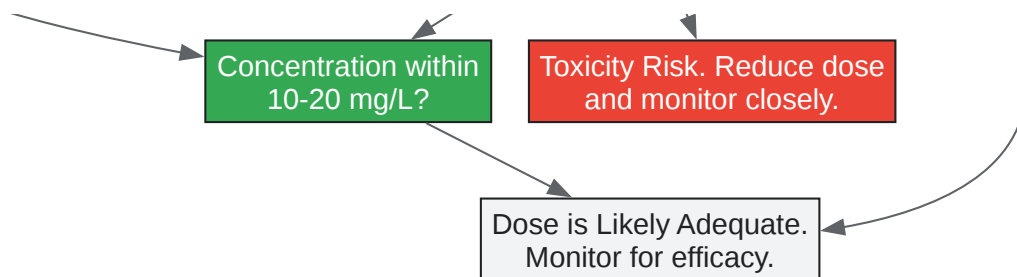 Concentration within
10-20 mg/L?
Toxicity Risk. Reduce dose
and monitor closely.
Dose is Likely Adequate.
Monitor for efficacy.